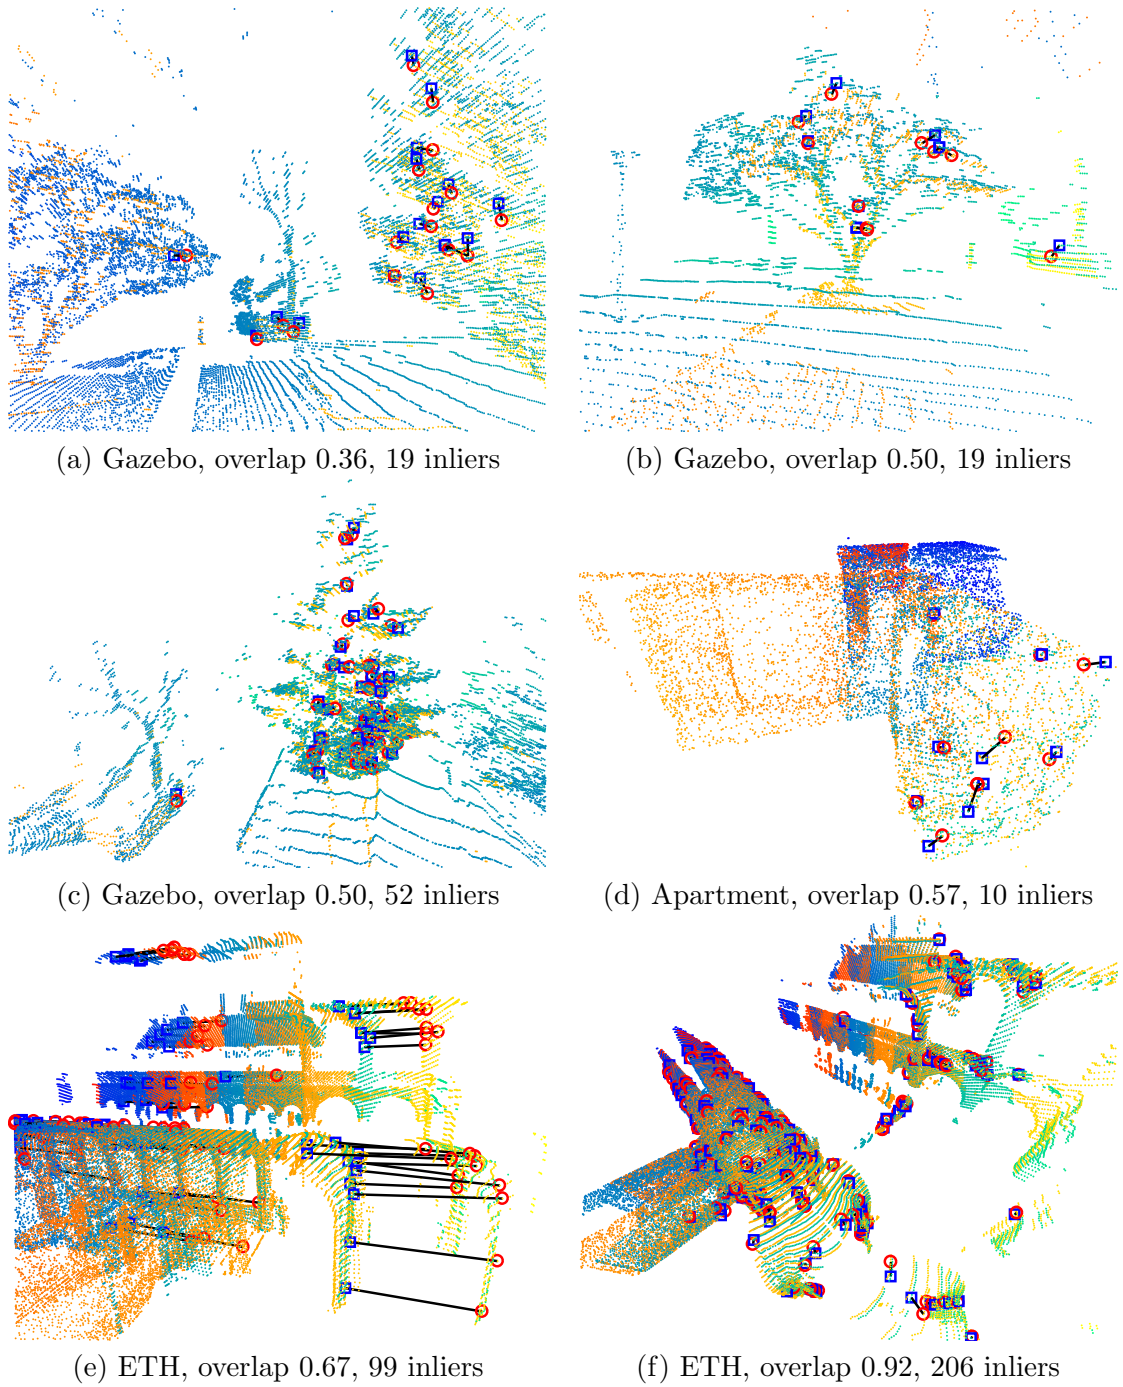 (a) Gazebo, overlap 0.36, 19 inliers
(b) Gazebo, overlap 0.50, 19 inliers
(c) Gazebo, overlap 0.50, 52 inliers
(d) Apartment, overlap 0.57, 10 inliers
(e) ETH, overlap 0.67, 99 inliers
(f) ETH, overlap 0.92, 206 inliers